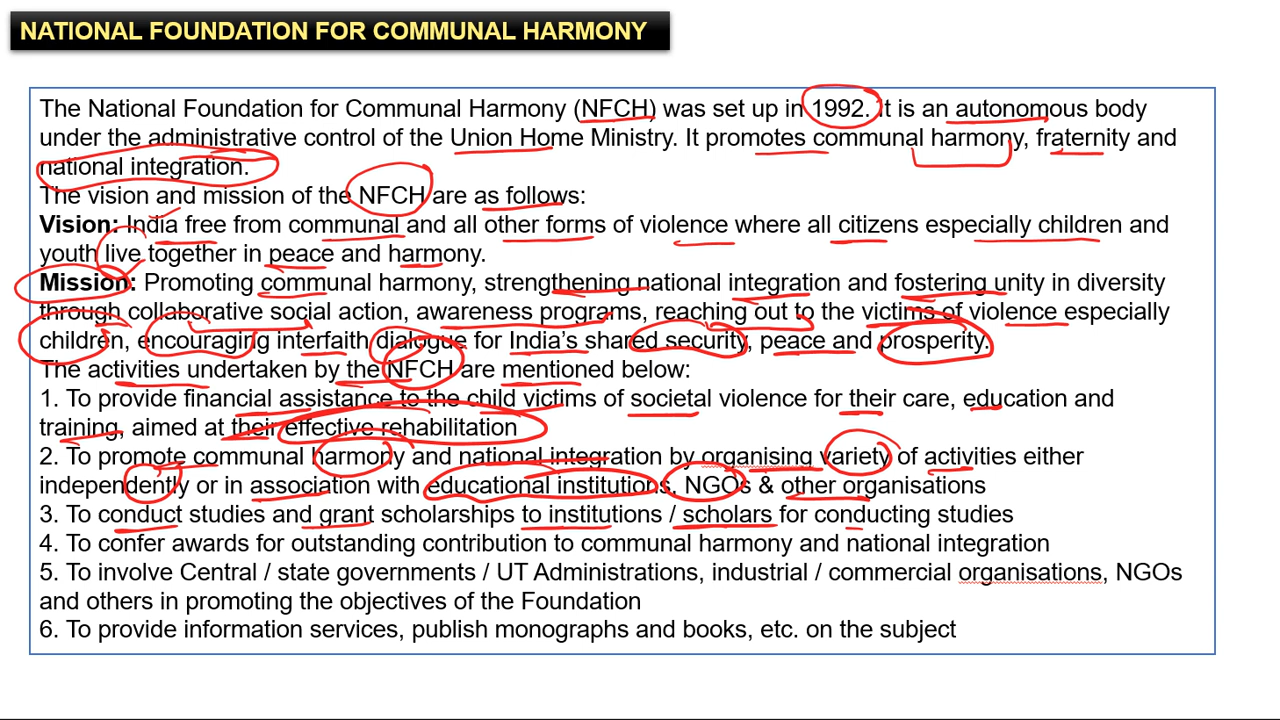 NATIONAL FOUNDATION FOR COMMUNAL HARMONY
The National Foundation for Communal Harmony (NFCH) was set up in 1992. It is an autonomous body
under the administrative control of the Union Home Ministry. It promotes communal harmony, fraternity and
national integration.
The vision and mission of the NFCH are as follows:
Vision: India free from communal and all other forms of violence where all citizens especially children and
youth live together in peace and harmony.
Mission: Promoting communal harmony, strengthening national integration and fostering unity in diversity
through collaborative social action, awareness programs, reaching out to the victims of violence especially
children, encouraging interfaith dialogue for India's shared security, peace and prosperity.
The activities undertaken by the NFCH are mentioned below:
1. To provide financial assistance to the child victims of societal violence for their care, education and
training, aimed at their effective rehabilitation
2. To promote communal harmony and national integration by organising variety of activities either
independently or in association with educational institutions, NGOs & other organisations
3. To conduct studies and grant scholarships to institutions / scholars for conducting studies
4. To confer awards for outstanding contribution to communal harmony and national integration
5. To involve Central / state governments / UT Administrations, industrial / commercial organisations, NGOs
and others in promoting the objectives of the Foundation
6. To provide information services, publish monographs and books, etc. on the subject